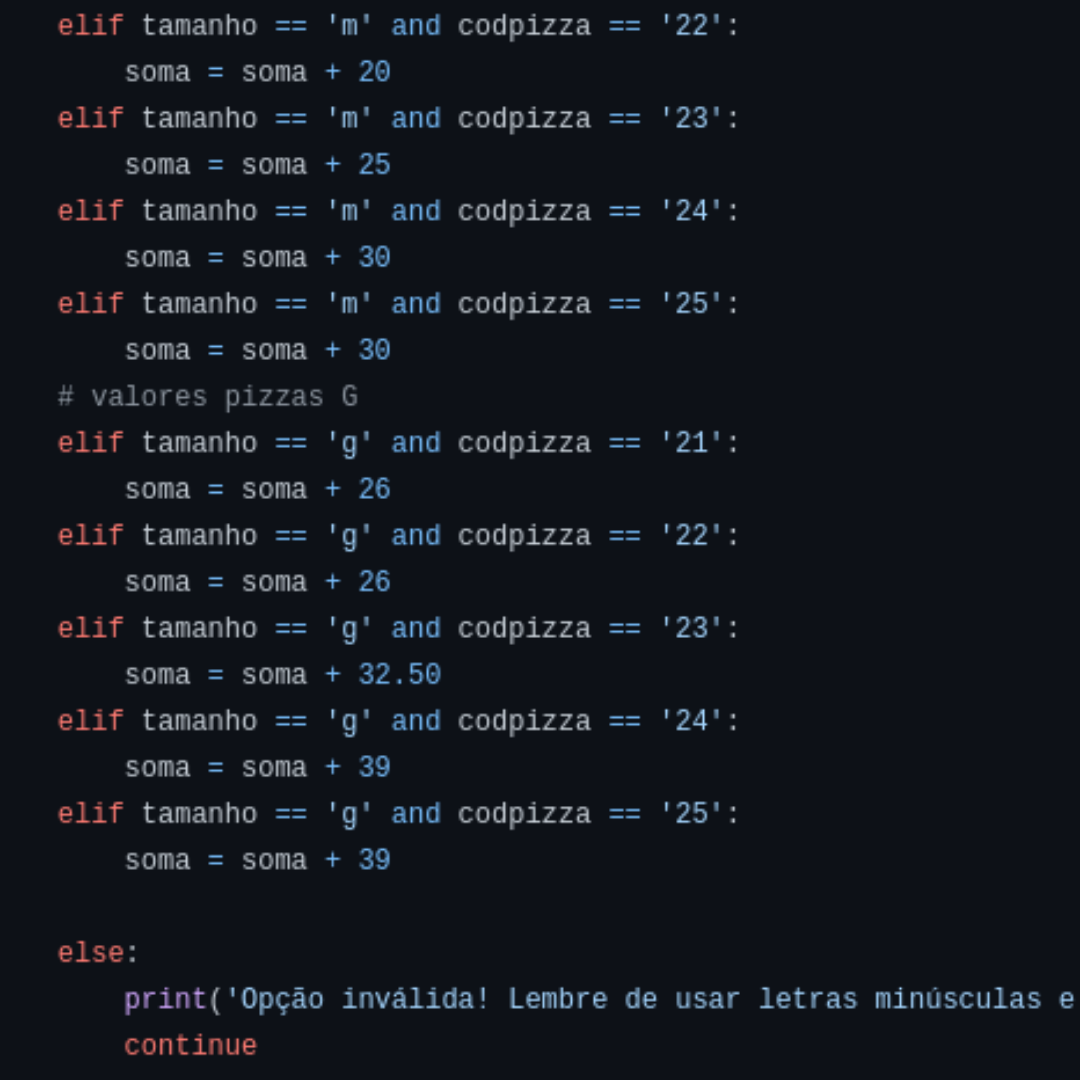 elif tamanho == 'm' and codpizza == '22':
    soma = soma + 20
elif tamanho == 'm' and codpizza == '23':
    soma = soma + 25
elif tamanho == 'm' and codpizza == '24':
    soma = soma + 30
elif tamanho == 'm' and codpizza == '25':
    soma = soma + 30
# valores pizzas G
elif tamanho == 'g' and codpizza == '21':
    soma = soma + 26
elif tamanho == 'g' and codpizza == '22':
    soma = soma + 26
elif tamanho == 'g' and codpizza == '23':
    soma = soma + 32.50
elif tamanho == 'g' and codpizza == '24':
    soma = soma + 39
elif tamanho == 'g' and codpizza == '25':
    soma = soma + 39
else:
    print('Opção inválida! Lembre de usar letras minúsculas e
    continue